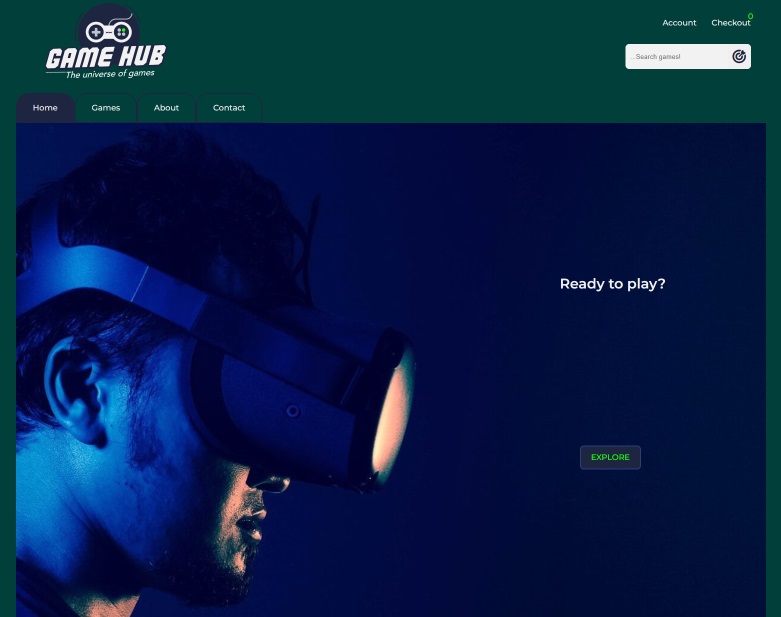 GAME HUB
The universe of games
Account
Checkout
0
...Search games!
Home
Games
About
Contact
Ready to play?
EXPLORE